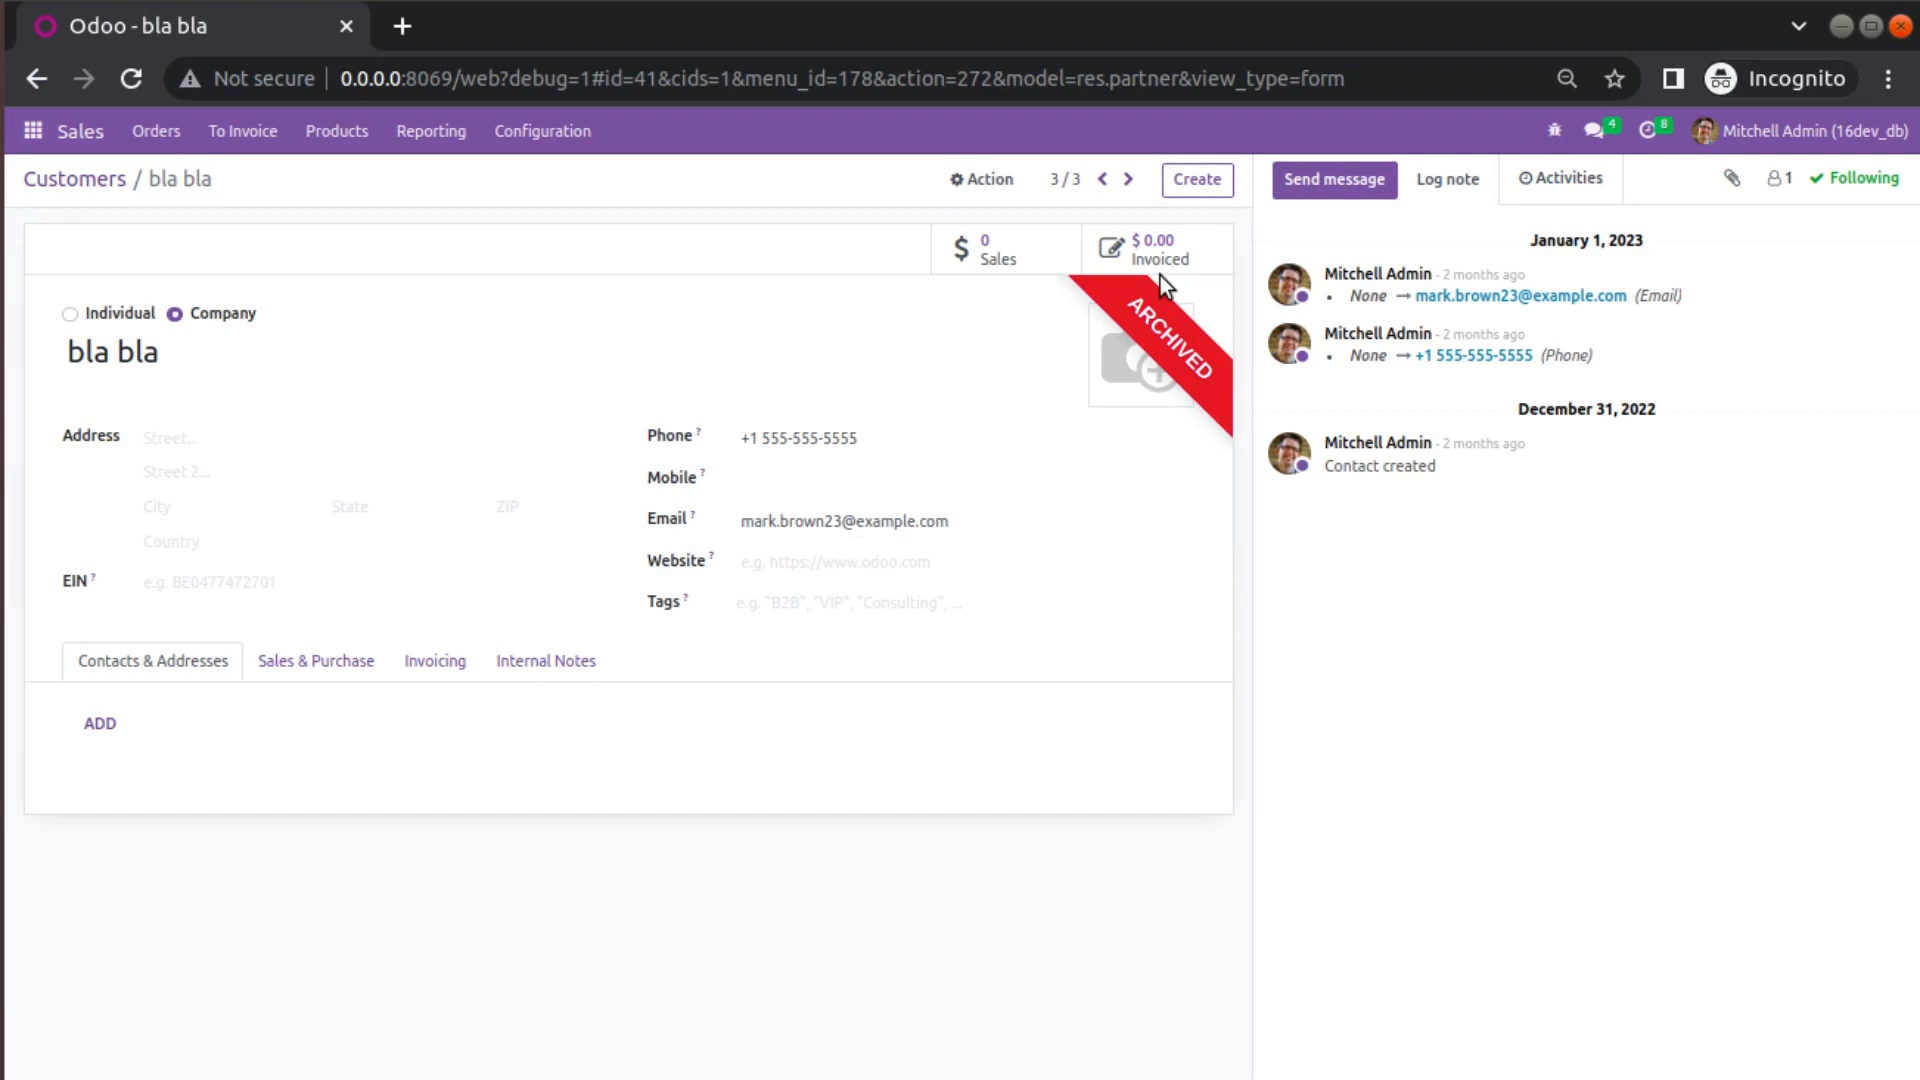 Odoo - bla bla
Not secure 0.0.0.0:8069/web?debug=1#id=41&cids=1&menu_id=178&action=272&model=res.partner&view_type=form Incognito
Sales Orders To Invoice Products Reporting Configuration 4 8 Mitchell Admin (16dev_db)
Customers / bla bla Action 3 / 3 Create Send message Log note Activities 1 Following
0
Sales
$ 0.00
Invoiced
ARCHIVED
Individual Company
bla bla
Address Street...
Street 2...
City State ZIP
Country
EIN ? e.g. BE0477472701
Phone ? +1 555-555-5555
Mobile ?
Email ? mark.brown23@example.com
Website ? e.g. https://www.odoo.com
Tags ? e.g. "B2B", "VIP", "Consulting", ...
Contacts & Addresses Sales & Purchase Invoicing Internal Notes
ADD
January 1, 2023
Mitchell Admin - 2 months ago
• None → mark.brown23@example.com (Email)
Mitchell Admin - 2 months ago
• None → +1 555-555-5555 (Phone)
December 31, 2022
Mitchell Admin - 2 months ago
Contact created